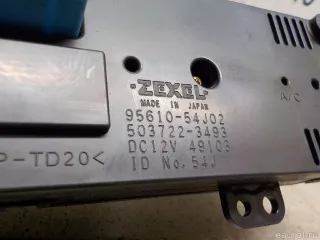 ·ZEXEL·
MADE IN JAPAN
95610-54J02
503722-3493
DC12V 49103
ID No. 54J
A/C
P-TD20<